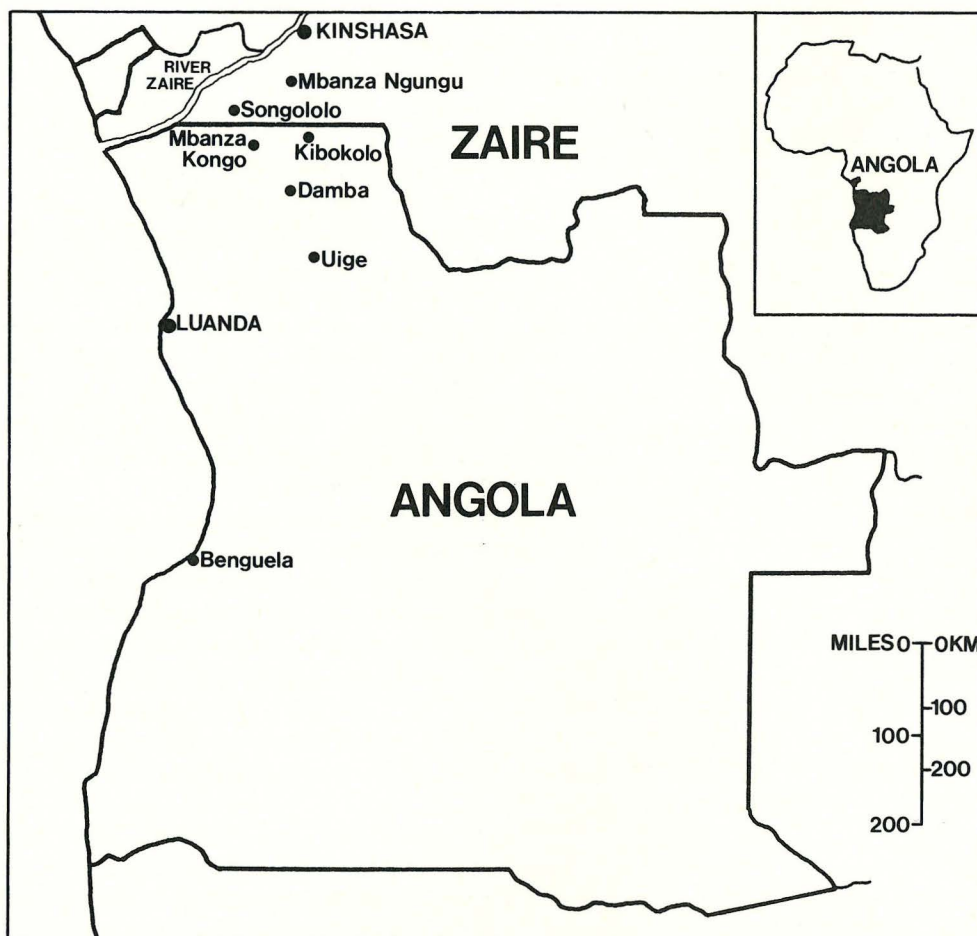 KINSHASA
RIVER
ZAIRE
Mbanza Ngungu
Songololo
ZAIRE
Mbanza
Kongo
Kibokolo
Damba
Uige
LUANDA
ANGOLA
Benguela
ANGOLA
MILES 0 0KM
100
100
200
200